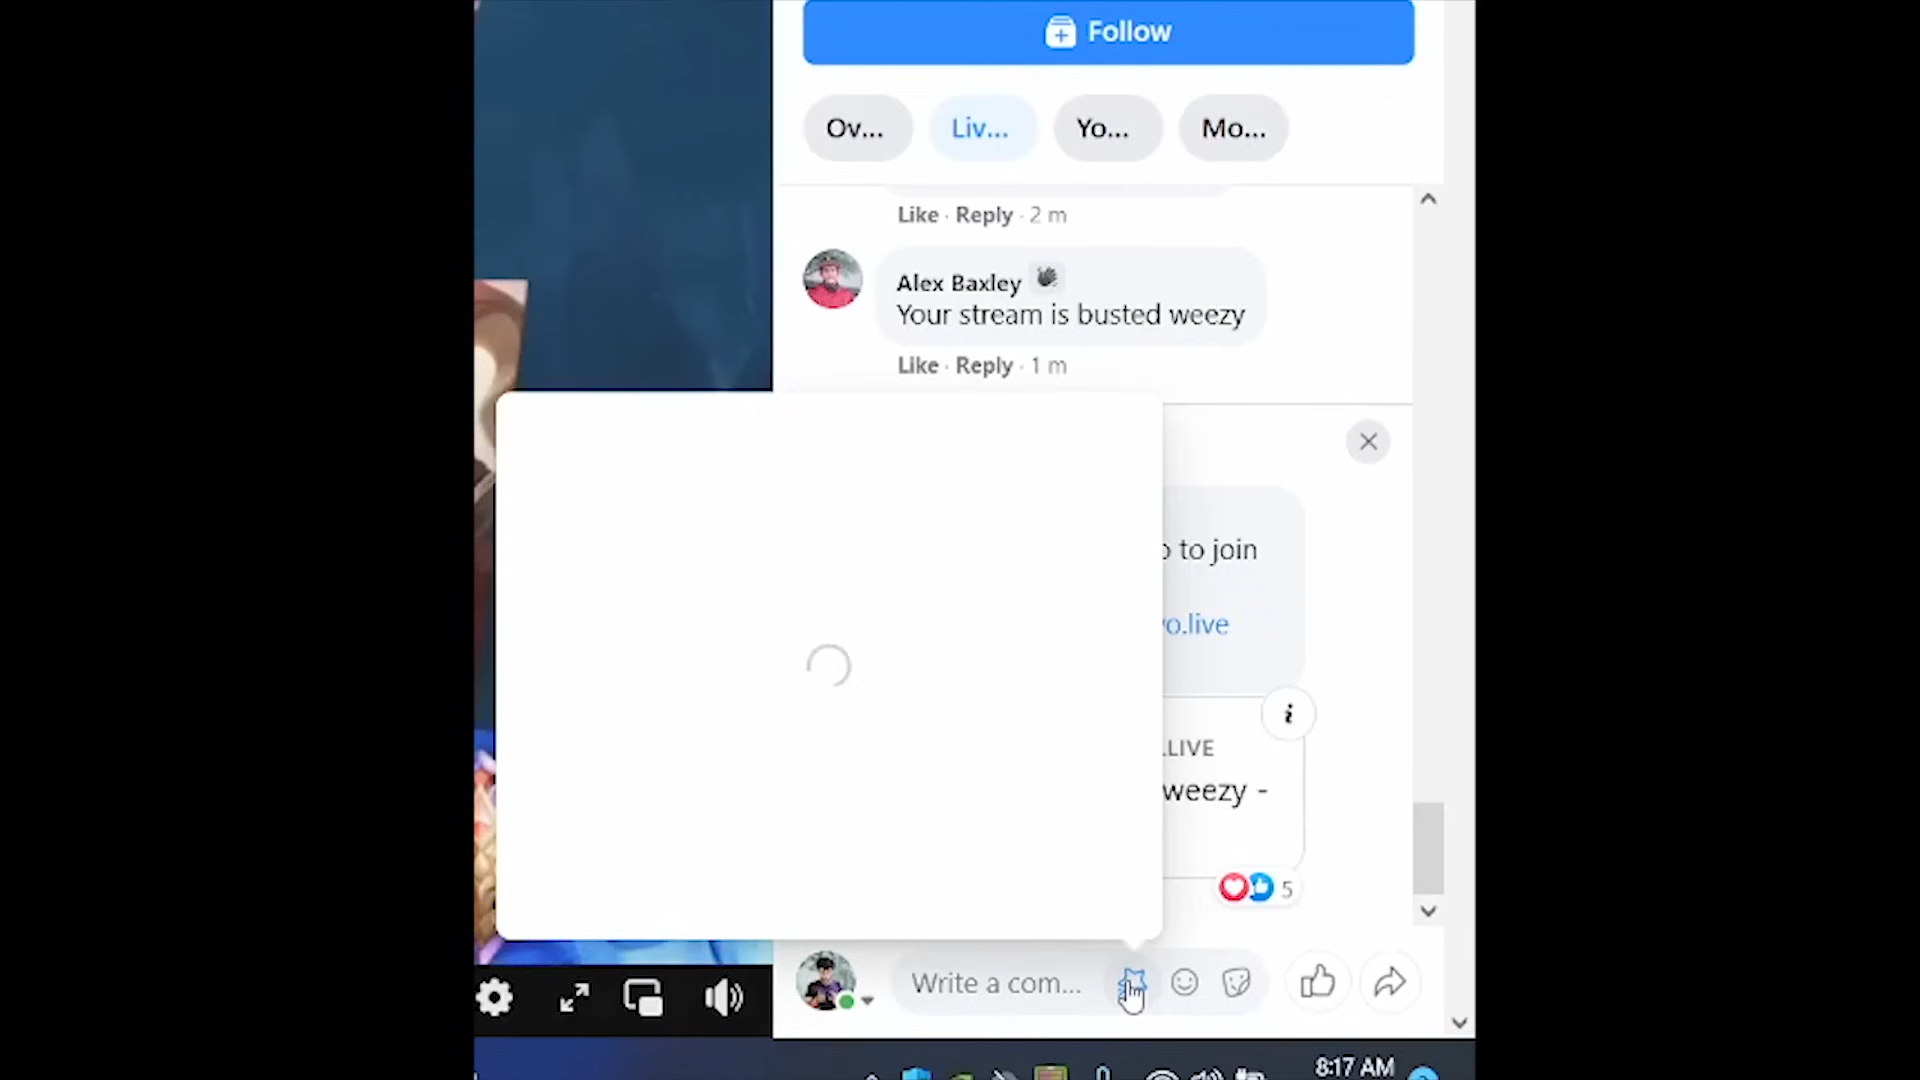 Follow
Ov...
Liv...
Yo...
Mo...
Like · Reply · 2 m
Alex Baxley
Your stream is busted weezy
Like · Reply · 1 m
to join
o.live
.LIVE
weezy -
5
Write a com...
8:17 AM